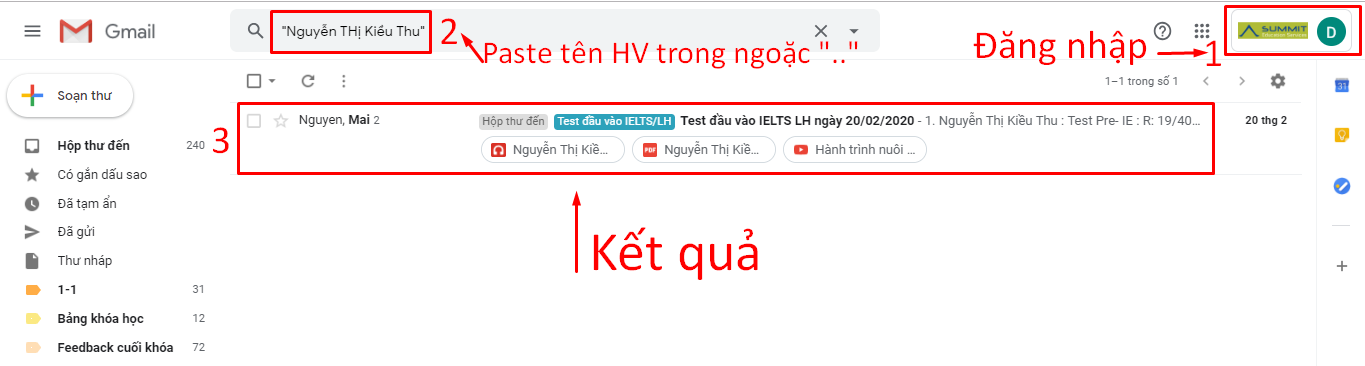 Gmail
"Nguyễn THị Kiều Thu"
2
Paste tên HV trong ngoặc ".."
Đăng nhập
1
SUMMIT
D
Soạn thư
1–1 trong số 1
31
3
Nguyen, Mai 2
Hộp thư đến
Test đầu vào IELTS/LH
Test đầu vào IELTS LH ngày 20/02/2020 - 1. Nguyễn Thị Kiều Thu : Test Pre- IE : R: 19/40...
20 thg 2
Nguyễn Thị Kiề...
PDF
Nguyễn Thị Kiề...
Hành trình nuôi ...
Kết quả
Hộp thư đến 240
Có gắn dấu sao
Đã tạm ẩn
Đã gửi
Thư nháp
1-1 31
Bảng khóa học 12
Feedback cuối khóa 72